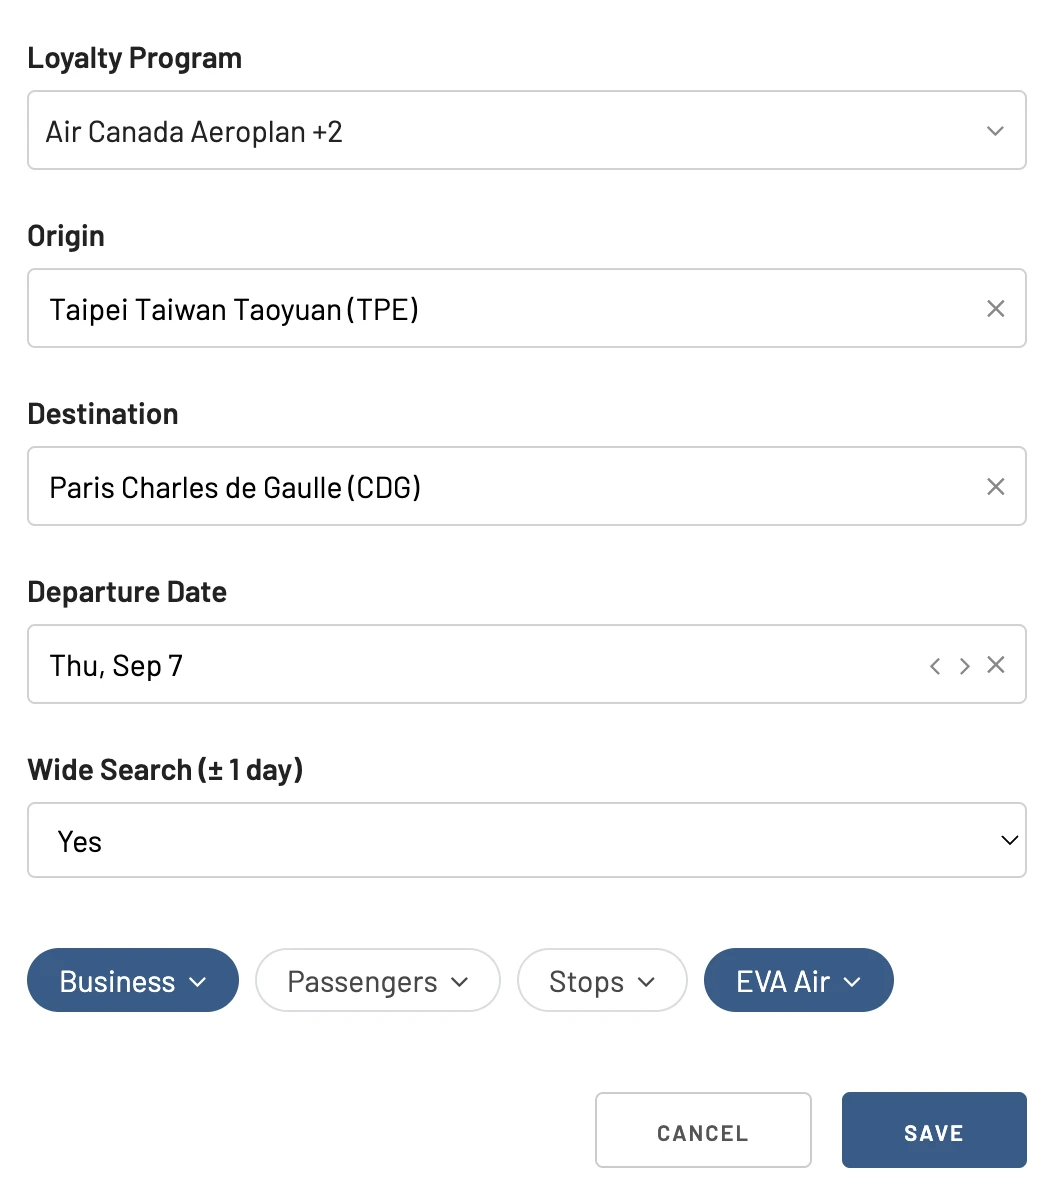 Loyalty Program
Air Canada Aeroplan +2
Origin
Taipei Taiwan Taoyuan (TPE)
Destination
Paris Charles de Gaulle (CDG)
Departure Date
Thu, Sep 7
Wide Search (± 1 day)
Yes
Business Passengers Stops EVA Air
CANCEL SAVE